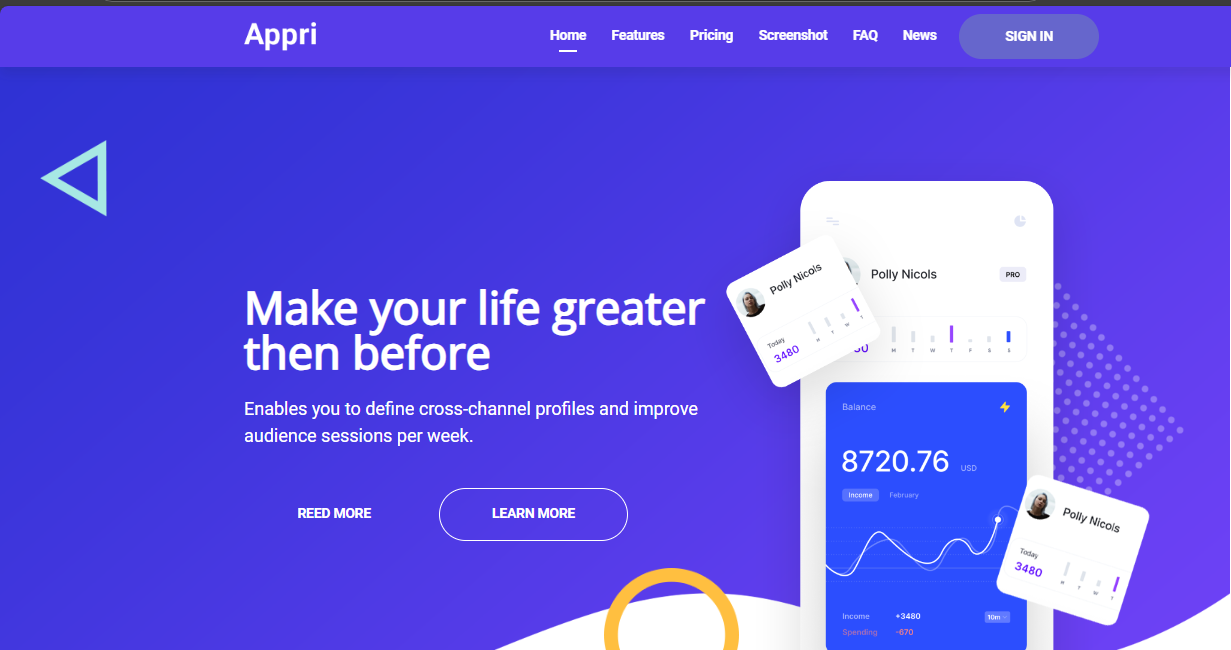 Appri
Home Features Pricing Screenshot FAQ News SIGN IN
Make your life greater
then before
Enables you to define cross-channel profiles and improve
audience sessions per week.
REED MORE LEARN MORE
Polly Nicols
PRO
M T W T F S S
Polly Nicols
Today
3480
M T W T
Balance
8720.76 USD
Income February
Income +3480 10m
Spending -670
Polly Nicols
Today
3480
M T W T